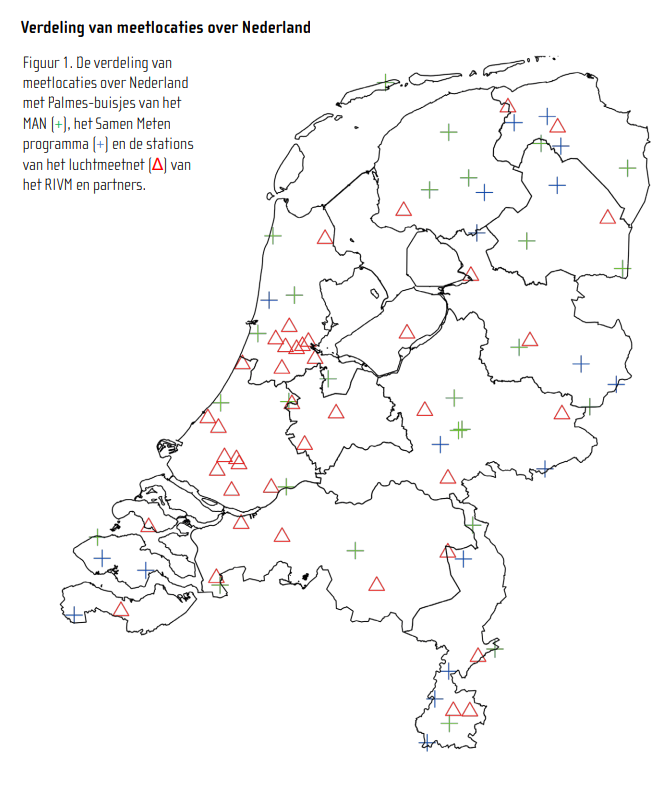 Verdeling van meetlocaties over Nederland
Figuur 1. De verdeling van
meetlocaties over Nederland
met Palmes-buisjes van het
MAN (+), het Samen Meten
programma (+) en de stations
van het luchtmeetnet (Δ) van
het RIVM en partners.